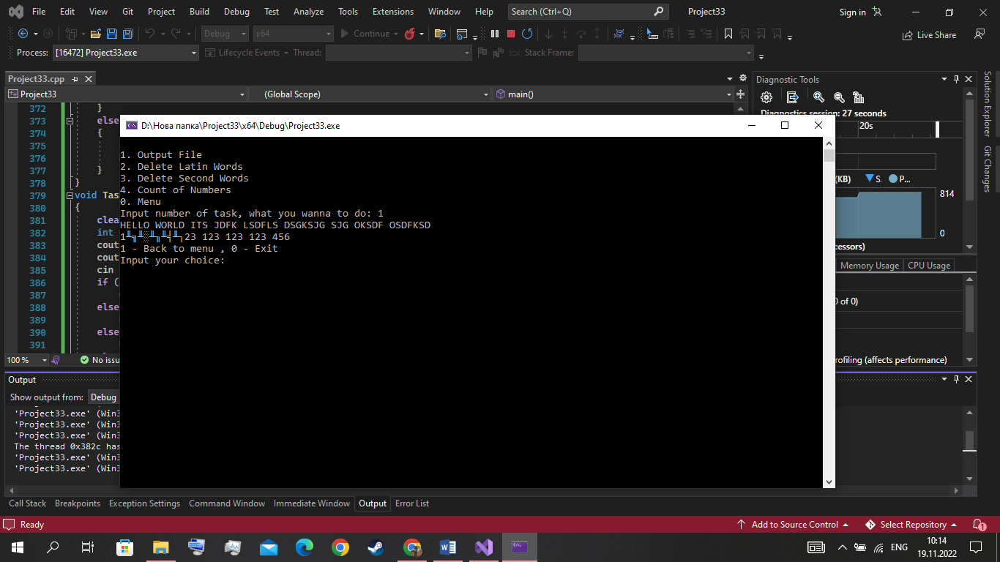 File Edit View Git Project Build Debug Test Analyze Tools Extensions Window Help Search (Ctrl+Q) Project33 Sign in
Debug x64 Continue Live Share
Process: [16472] Project33.exe Lifecycle Events Thread: Stack Frame:
Project33.cpp
Project33 (Global Scope) main()
372 }
373 else
374 {
375
376
377 }
378 }
379 void Tas
380 {
381 clea
382 int
383 cout
384 cout
385 cin
386 if (
387
388 else
389
390 else
391
100 % No issu
D:\Нова папка\Project33\x64\Debug\Project33.exe
1. Output File
2. Delete Latin Words
3. Delete Second Words
4. Count of Numbers
0. Menu
Input number of task, what you wanna to do: 1
HELLO WORLD ITS JDFK LSDFLS DSGKSJG SJG OKSDF OSDFKSD
1╨╗╨░╨╖╨┤╨┐23 123 123 123 456
1 - Back to menu , 0 - Exit
Input your choice:
Diagnostic Tools
Diagnostics session: 27 seconds
20s
(KB) S. P...
814
0
cessors)
Memory Usage CPU Usage
0 of 0)
rofiling (affects performance)
Solution Explorer
Git Changes
Output
Show output from: Debug
'Project33.exe' (Win3
'Project33.exe' (Win3
'Project33.exe' (Win3
The thread 0x382c has
'Project33.exe' (Win3
'Project33.exe' (Win3
Call Stack Breakpoints Exception Settings Command Window Immediate Window Output Error List
Ready Add to Source Control Select Repository 1
ENG 10:14
19.11.2022